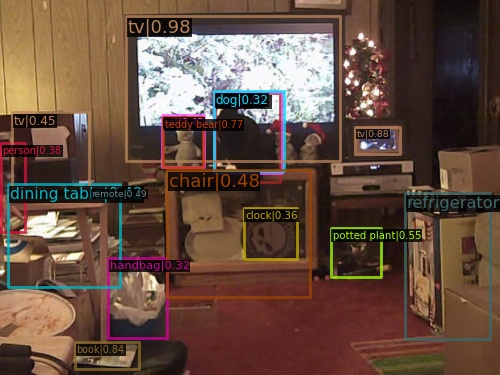 tv|0.98
dog|0.32
teddy bear|0.77
tv|0.45
tv|0.88
person|0.38
chair|0.48
dining tab
remote|0.49
refrigerator
clock|0.36
potted plant|0.55
handbag|0.32
book|0.84